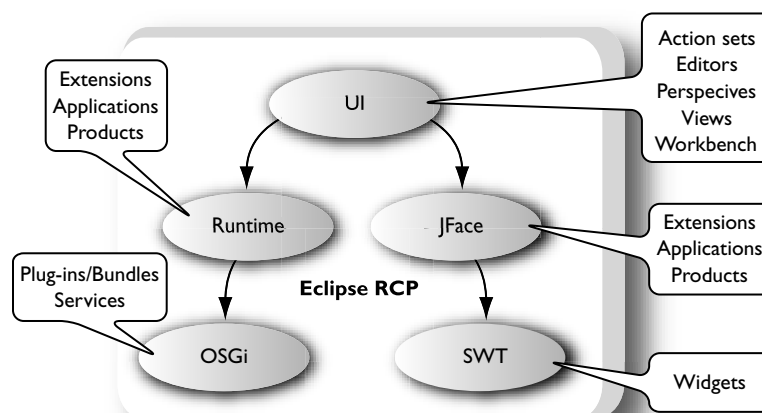 Action sets
Editors
Perspecives
Views
Workbench
Extensions
Applications
Products
UI
Runtime
JFace
Extensions
Applications
Products
Plug-ins/Bundles
Services
Eclipse RCP
OSGi
SWT
Widgets